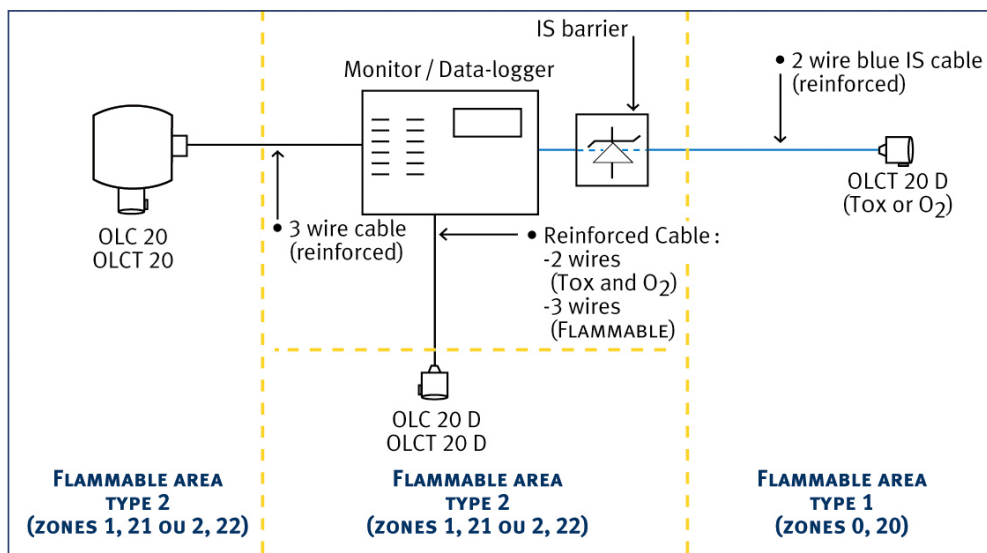 IS barrier
Monitor / Data-logger
• 2 wire blue IS cable
(reinforced)
OLC 20
OLCT 20
• 3 wire cable
(reinforced)
• Reinforced Cable :
-2 wires
(Tox and O2)
-3 wires
(FLAMMABLE)
OLCT 20 D
(Tox or O2)
OLC 20 D
OLCT 20 D
FLAMMABLE AREA
TYPE 2
(ZONES 1, 21 OU 2, 22)
FLAMMABLE AREA
TYPE 2
(ZONES 1, 21 OU 2, 22)
FLAMMABLE AREA
TYPE 1
(ZONES 0, 20)